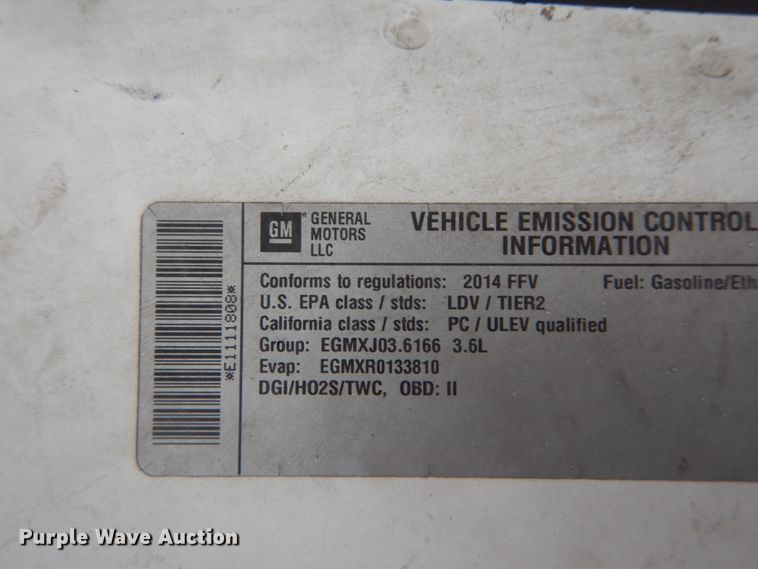 GM
GENERAL
MOTORS
LLC
VEHICLE EMISSION CONTROL
INFORMATION
Conforms to regulations: 2014 FFV Fuel: Gasoline/Eth
U.S. EPA class / stds: LDV / TIER2
California class / stds: PC / ULEV qualified
Group: EGMXJ03.6166 3.6L
Evap: EGMXR0133810
DGI/HO2S/TWC, OBD: II
*E1111808*
Purple Wave Auction